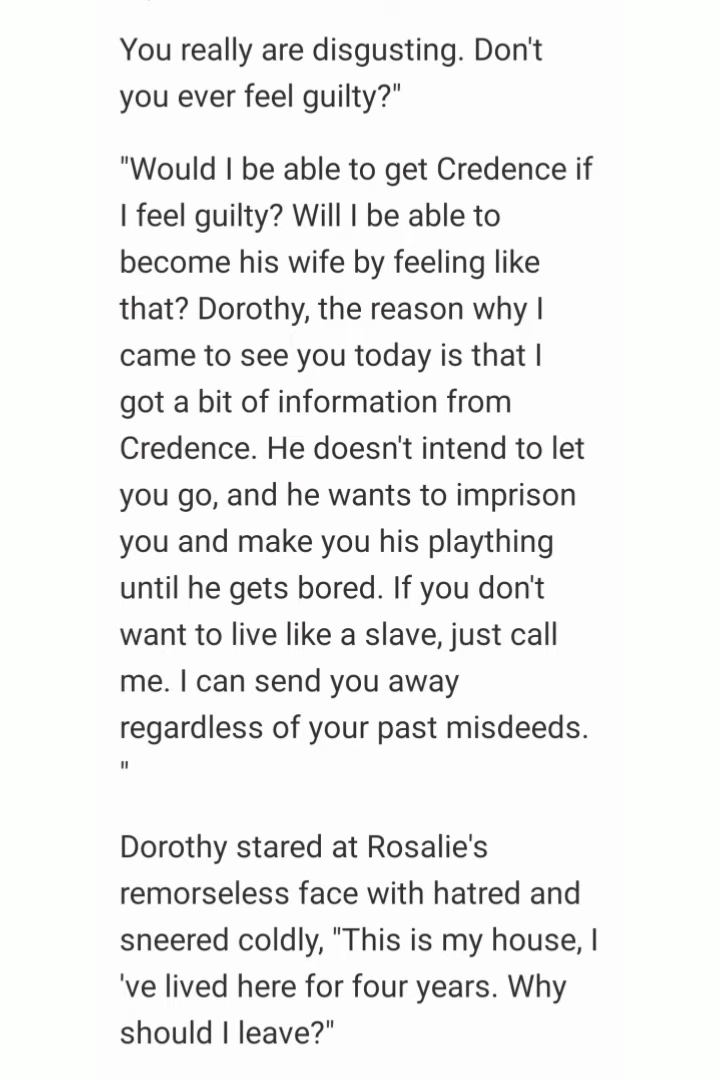 You really are disgusting. Don't
you ever feel guilty?"
"Would I be able to get Credence if
I feel guilty? Will I be able to
become his wife by feeling like
that? Dorothy, the reason why I
came to see you today is that I
got a bit of information from
Credence. He doesn't intend to let
you go, and he wants to imprison
you and make you his plaything
until he gets bored. If you don't
want to live like a slave, just call
me. I can send you away
regardless of your past misdeeds.
"
Dorothy stared at Rosalie's
remorseless face with hatred and
sneered coldly, "This is my house, I
've lived here for four years. Why
should I leave?"